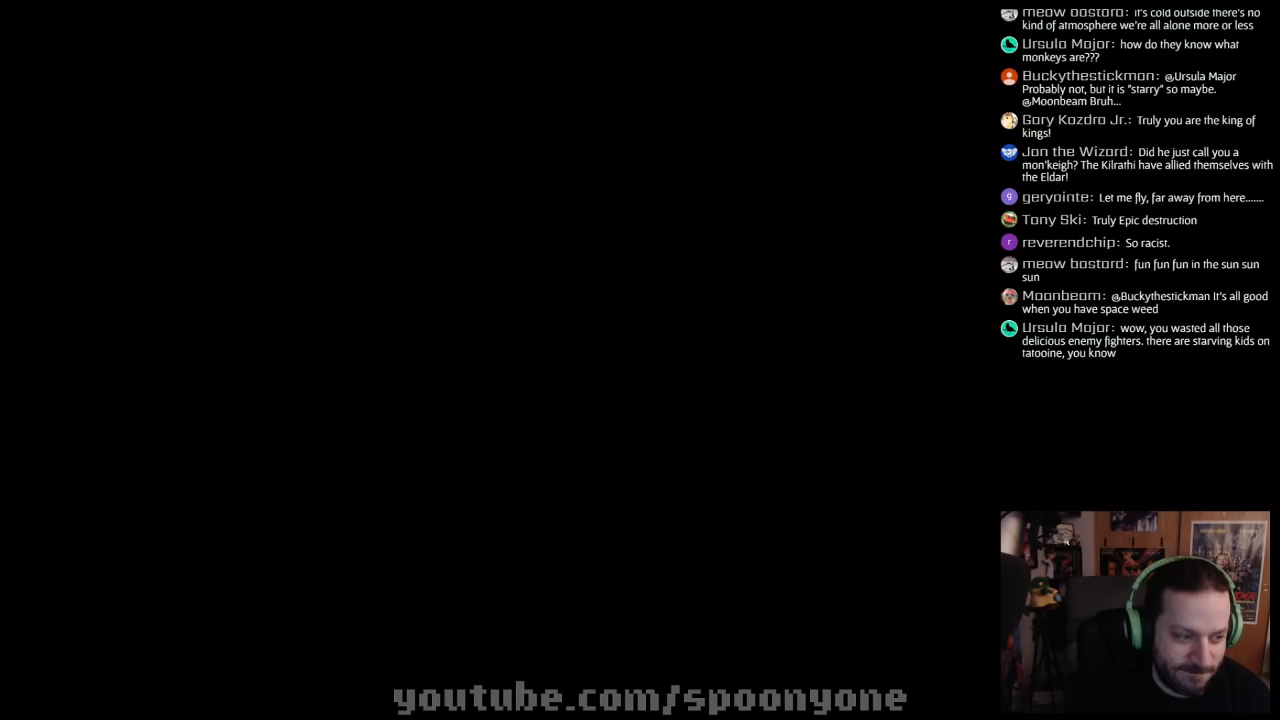 meow bastard: it's cold outside there's no
kind of atmosphere we're all alone more or less
Ursula Major: how do they know what
monkeys are???
Buckythestickman: @Ursula Major
Probably not, but it is "starry" so maybe.
@Moonbeam Bruh...
Gary Kozdra Jr.: Truly you are the king of
kings!
Jon the Wizard: Did he just call you a
mon'keigh? The Kilrathi have allied themselves with
the Eldar!
g
geryointe: Let me fly, far away from here.......
Tony Ski: Truly Epic destruction
r
reverendchip: So racist.
meow bastard: fun fun fun in the sun sun
sun
Moonbeam: @Buckythestickman It's all good
when you have space weed
Ursula Major: wow, you wasted all those
delicious enemy fighters. there are starving kids on
tatooine, you know
youtube.com/spoonyone